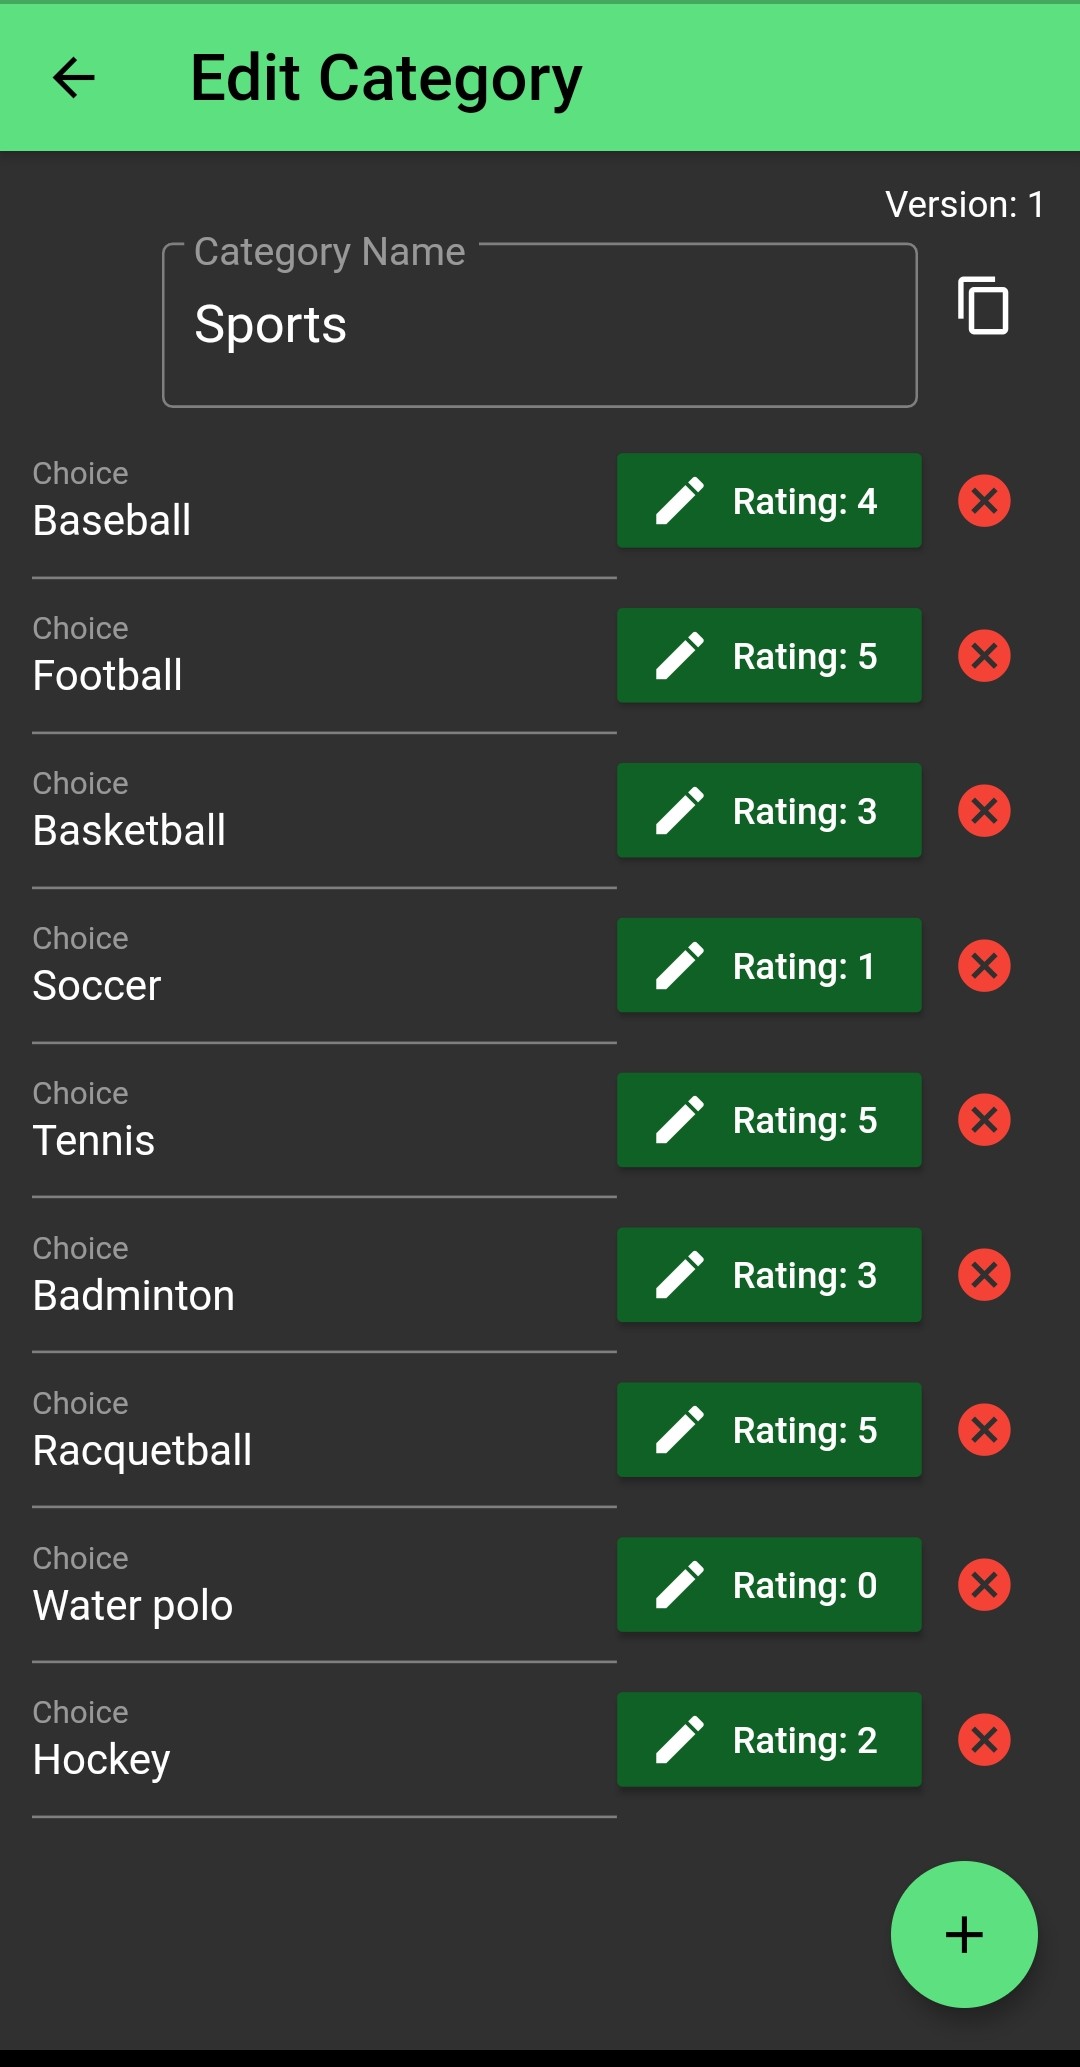 Edit Category
Version: 1
Category Name
Sports
Choice
Baseball
Rating: 4
Choice
Football
Rating: 5
Choice
Basketball
Rating: 3
Choice
Soccer
Rating: 1
Choice
Tennis
Rating: 5
Choice
Badminton
Rating: 3
Choice
Racquetball
Rating: 5
Choice
Water polo
Rating: 0
Choice
Hockey
Rating: 2